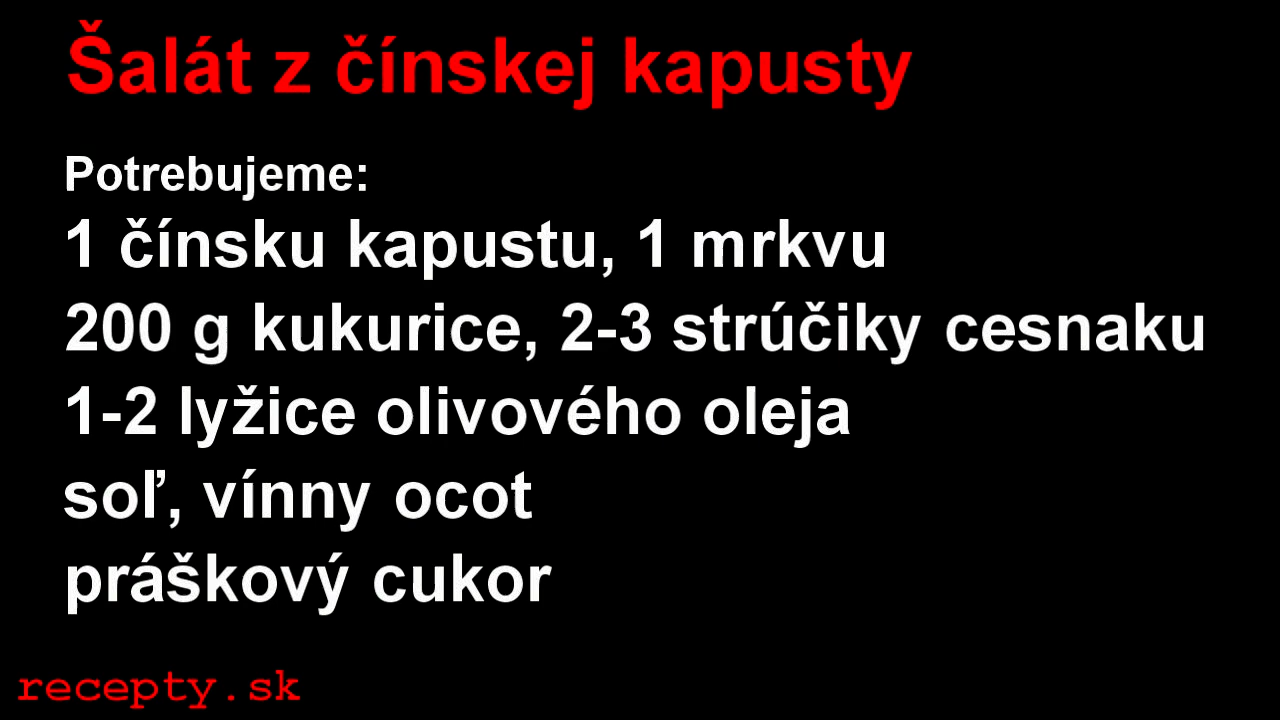 Šalát z čínskej kapusty
Potrebujeme:
1 čínsku kapustu, 1 mrkvu
200 g kukurice, 2-3 strúčiky cesnaku
1-2 lyžice olivového oleja
soľ, vínny ocot
práškový cukor
recepty.sk